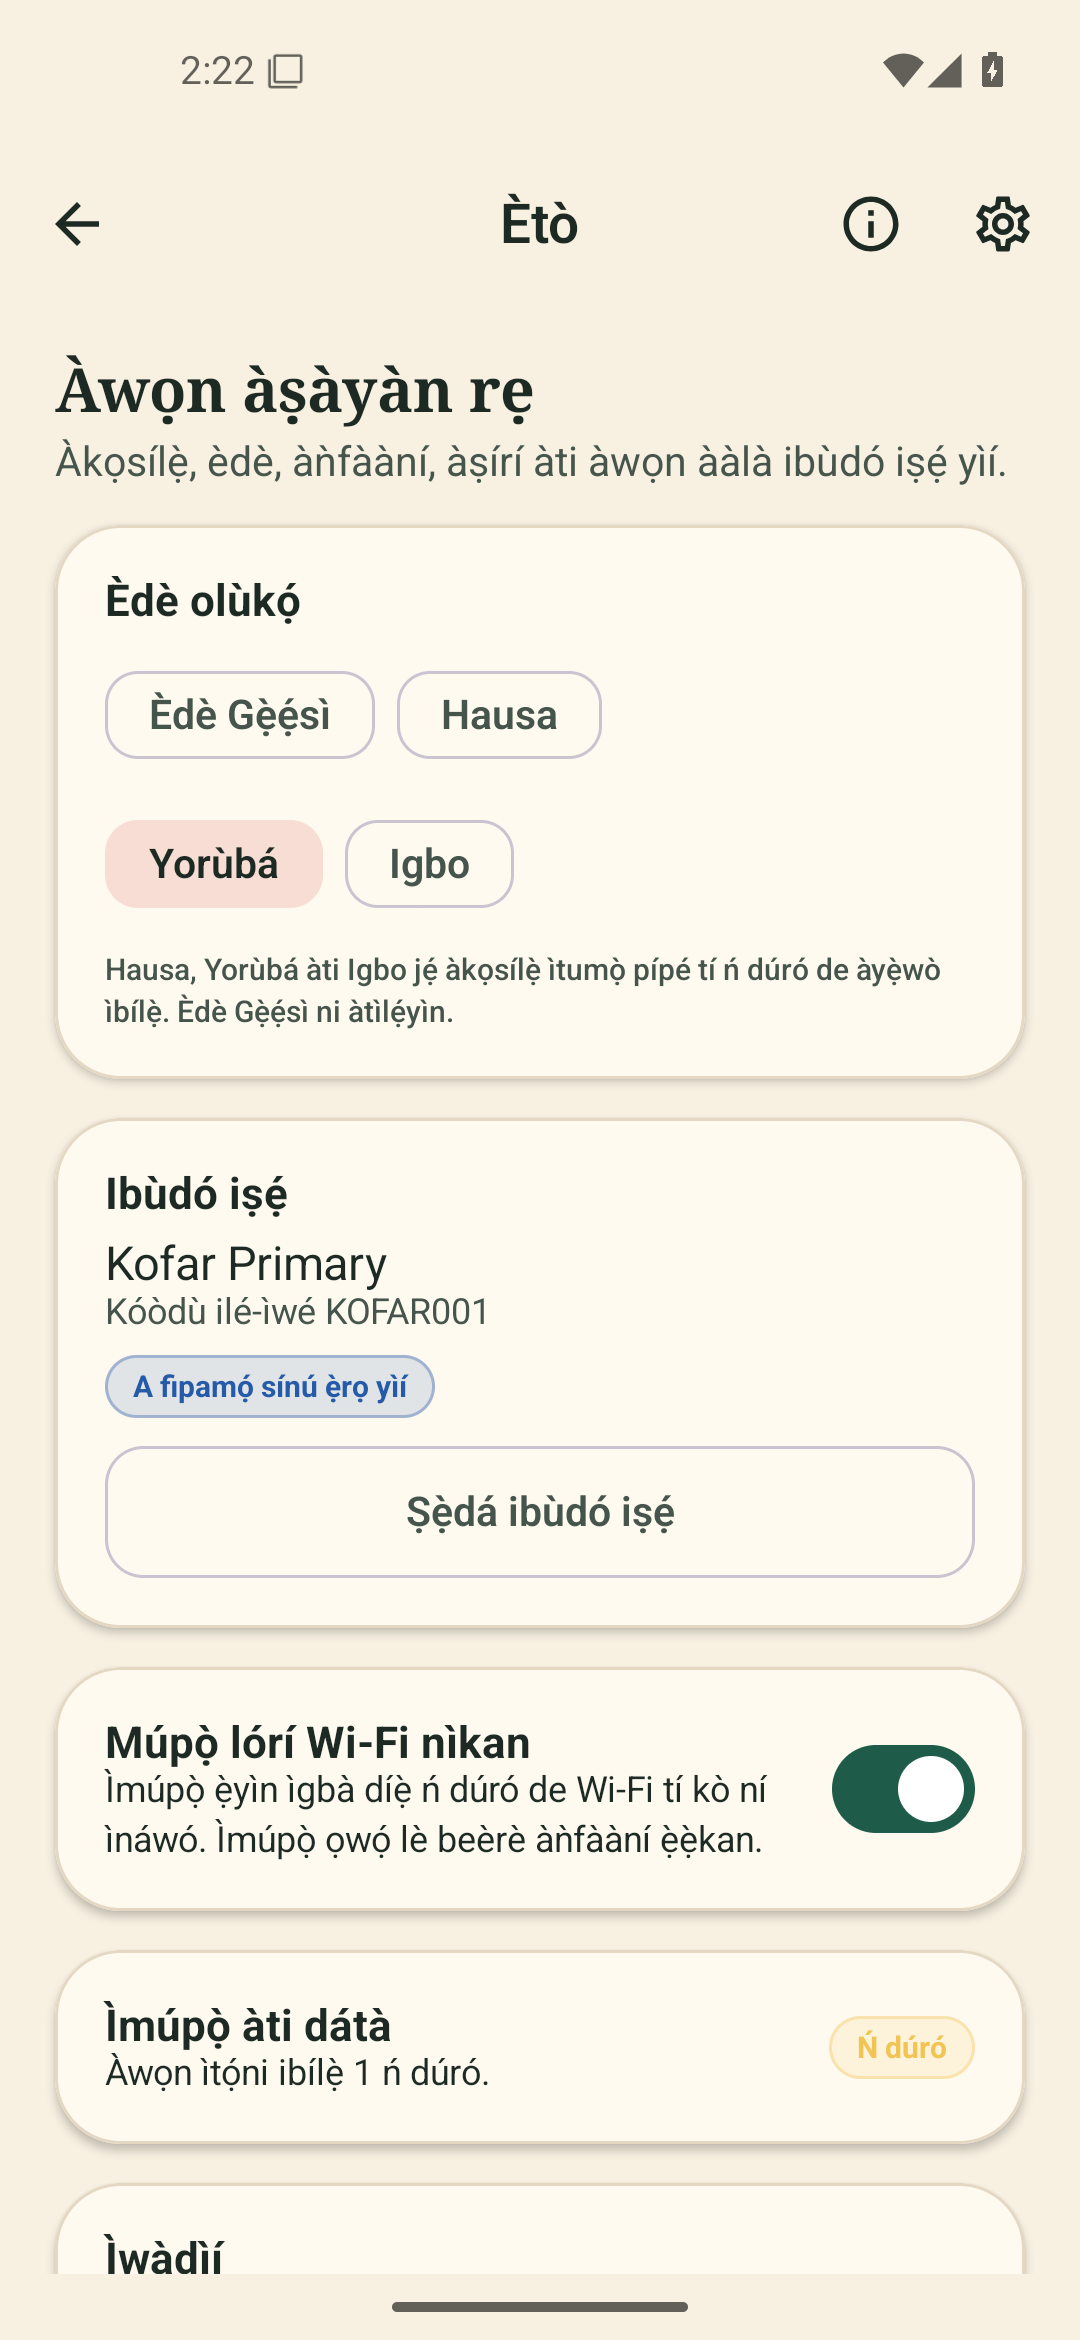 2:22
Ètò
Àwọn àṣàyàn rẹ
Àkọsílẹ̀, èdè, àǹfààní, àṣírí àti àwọn ààlà ibùdó iṣẹ́ yìí.
Èdè olùkọ́
Èdè Gẹ̀ẹ́sì
Hausa
Yorùbá
Igbo
Hausa, Yorùbá àti Igbo jẹ́ àkọsílẹ̀ ìtumọ̀ pípé tí ń dúró de àyẹ̀wò
ìbílẹ̀. Èdè Gẹ̀ẹ́sì ni àtìlẹ́yìn.
Ibùdó iṣẹ́
Kofar Primary
Kóòdù ilé-ìwé KOFAR001
A fipamọ́ sínú ẹ̀rọ yìí
Ṣẹ̀dá ibùdó iṣẹ́
Múpọ̀ lórí Wi-Fi nìkan
Ìmúpọ̀ ẹ̀yìn ìgbà díẹ̀ ń dúró de Wi-Fi tí kò ní
ìnáwó. Ìmúpọ̀ ọwọ́ lè beèrè àǹfààní ẹ̀ẹ̀kan.
Ìmúpọ̀ àti dátà
Àwọn ìtọ́ni ibílẹ̀ 1 ń dúró.
Ń dúró
Ìwàdìí